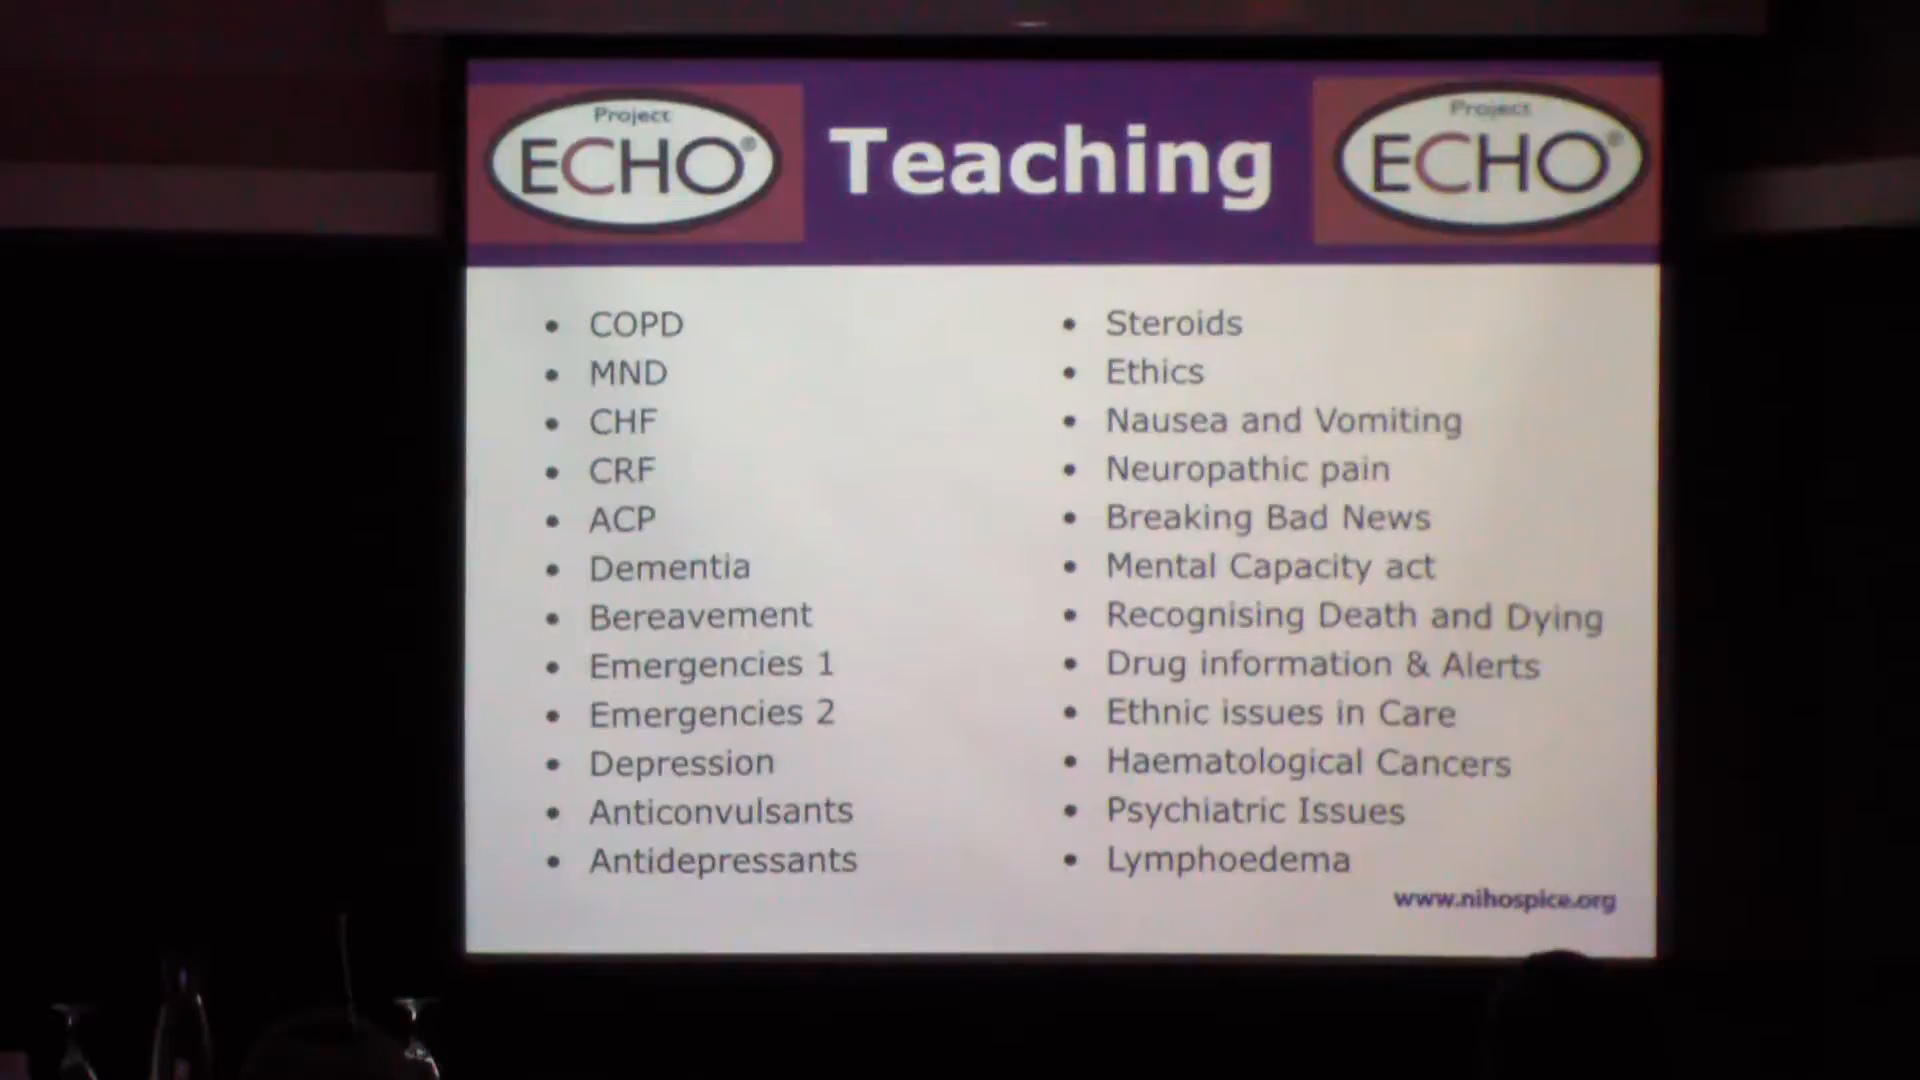 Project
ECHO®
Teaching
Project
ECHO®
• COPD
• MND
• CHF
• CRF
• ACP
• Dementia
• Bereavement
• Emergencies 1
• Emergencies 2
• Depression
• Anticonvulsants
• Antidepressants
• Steroids
• Ethics
• Nausea and Vomiting
• Neuropathic pain
• Breaking Bad News
• Mental Capacity act
• Recognising Death and Dying
• Drug information & Alerts
• Ethnic issues in Care
• Haematological Cancers
• Psychiatric Issues
• Lymphoedema
www.nihospice.org